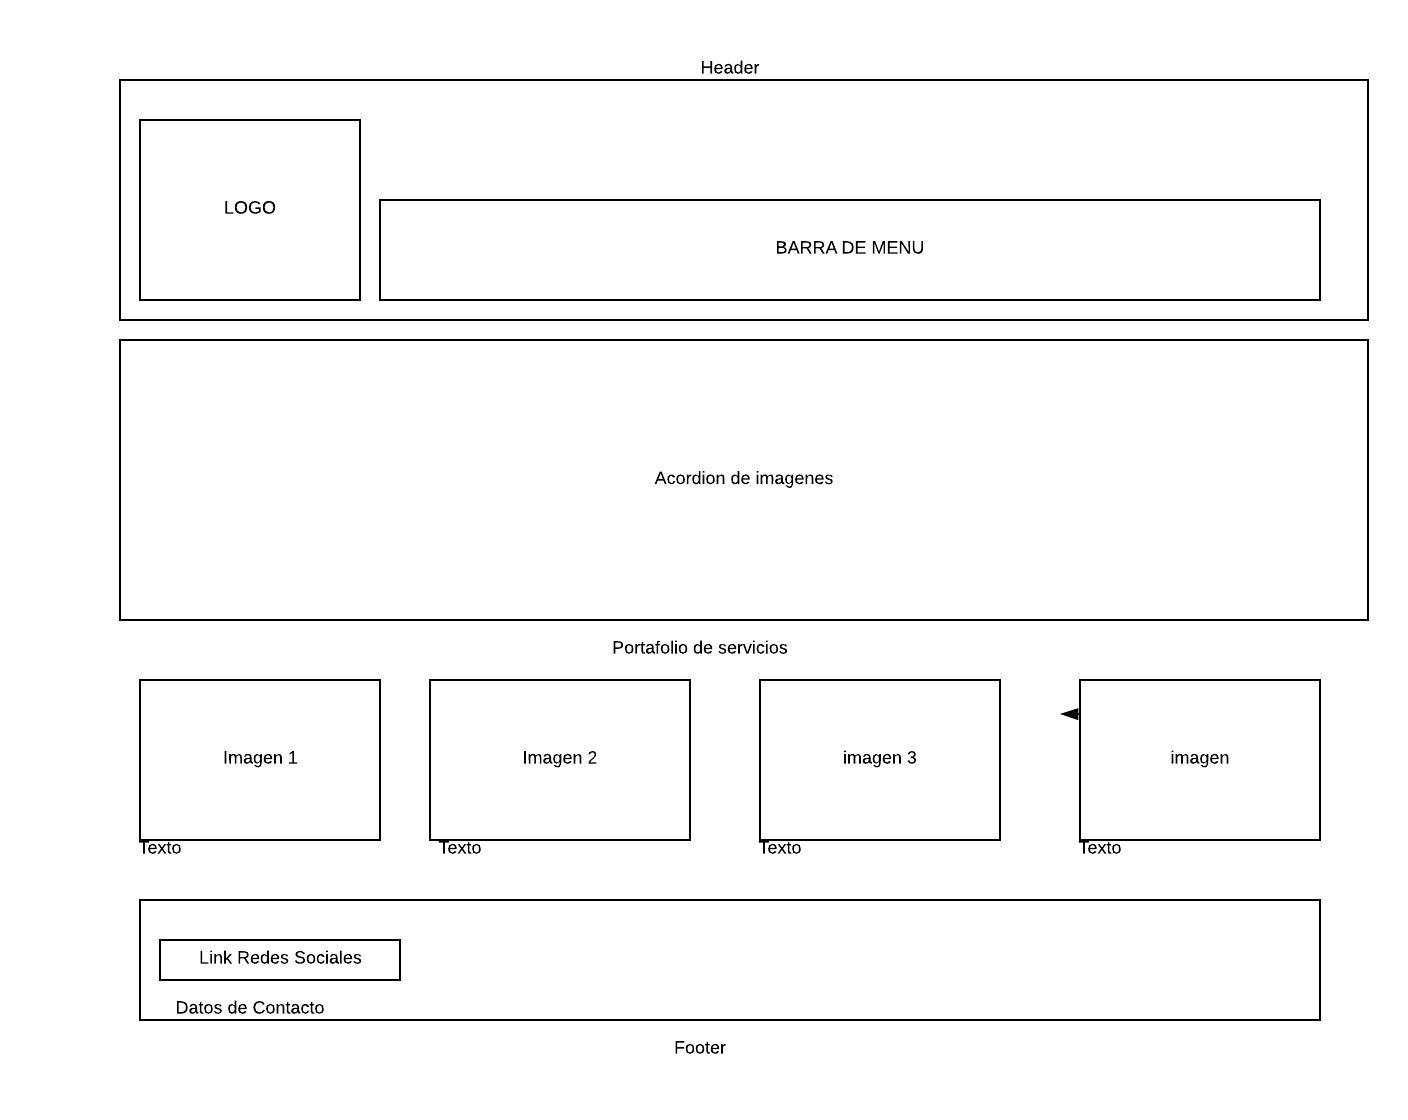 Header
LOGO
BARRA DE MENU
Acordion de imagenes
Portafolio de servicios
Imagen 1
Imagen 2
imagen 3
imagen
Texto
Texto
Texto
Texto
Link Redes Sociales
Datos de Contacto
Footer